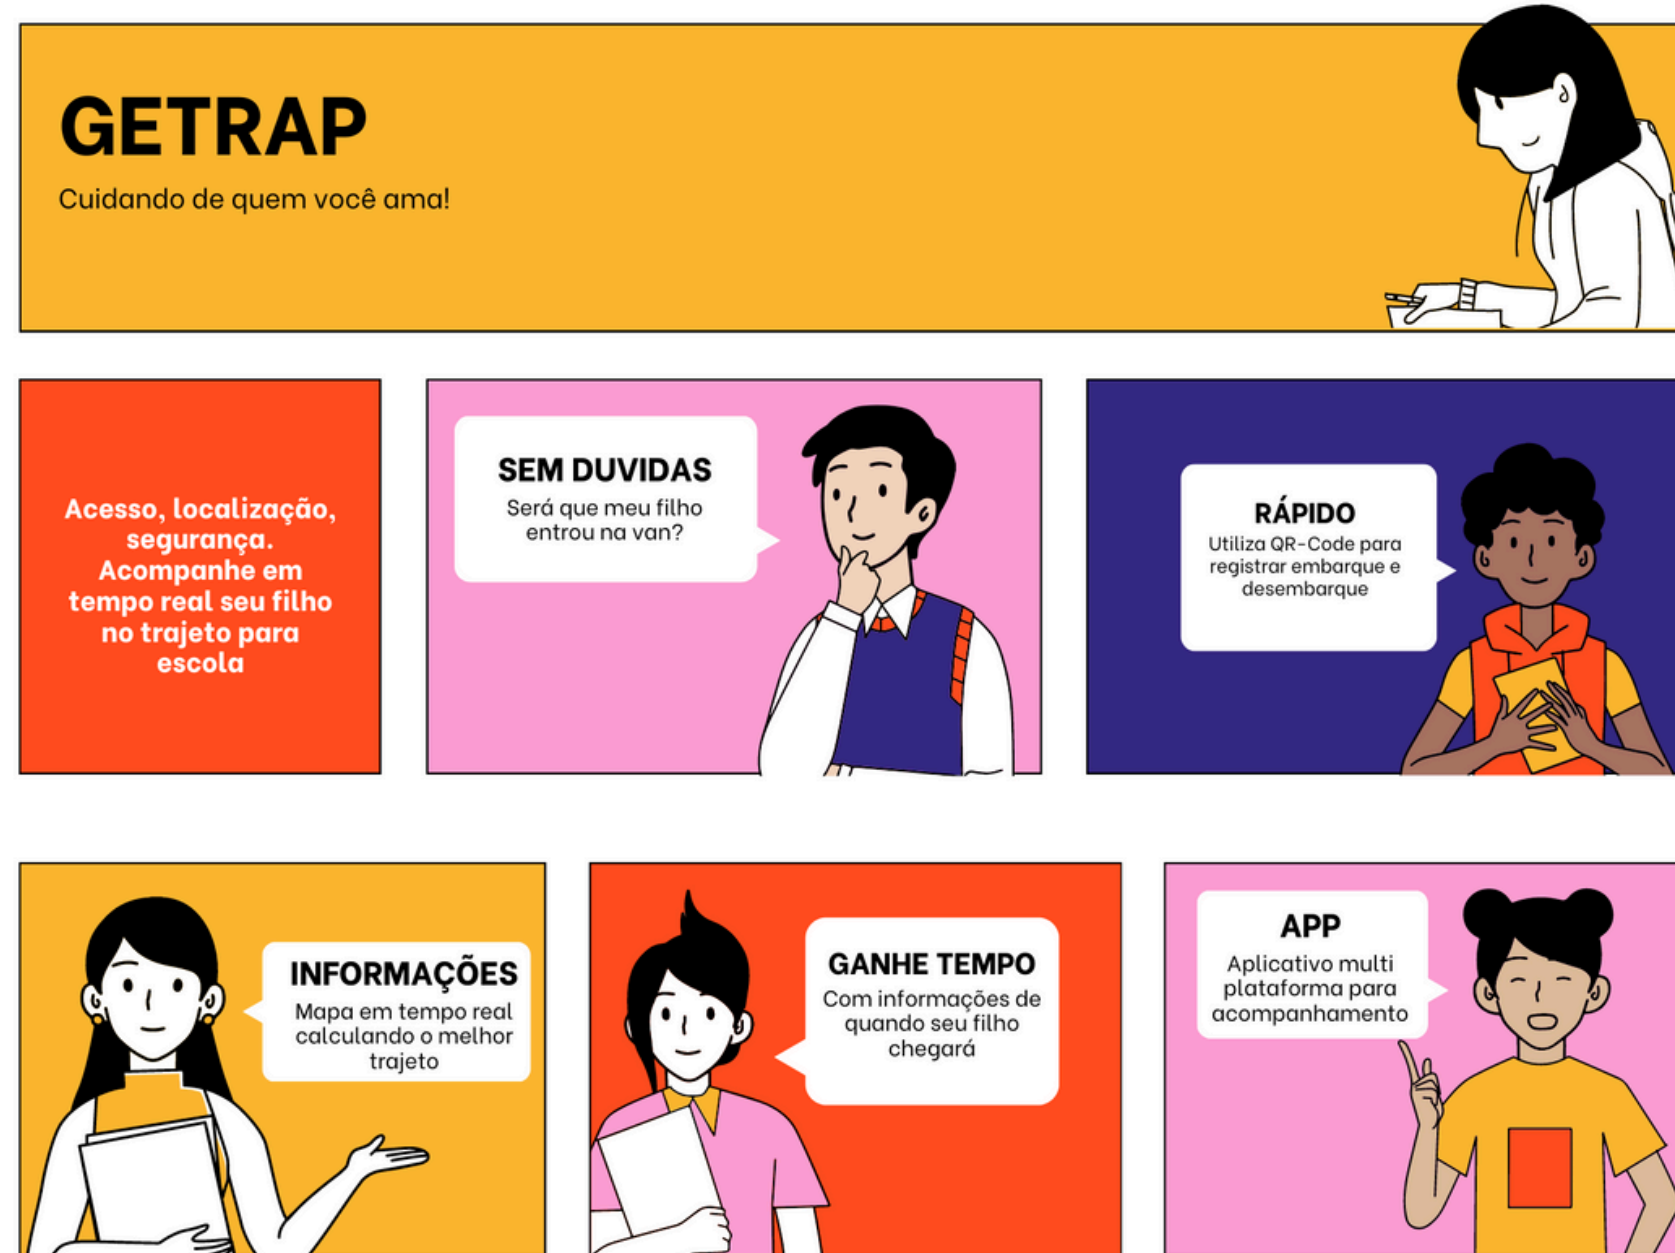 GETRAP
Cuidando de quem você ama!
Acesso, localização,
segurança.
Acompanhe em
tempo real seu filho
no trajeto para
escola
SEM DUVIDAS
Será que meu filho
entrou na van?
RÁPIDO
Utiliza QR-Code para
registrar embarque e
desembarque
INFORMAÇÕES
Mapa em tempo real
calculando o melhor
trajeto
GANHE TEMPO
Com informações de
quando seu filho
chegará
APP
Aplicativo multi
plataforma para
acompanhamento